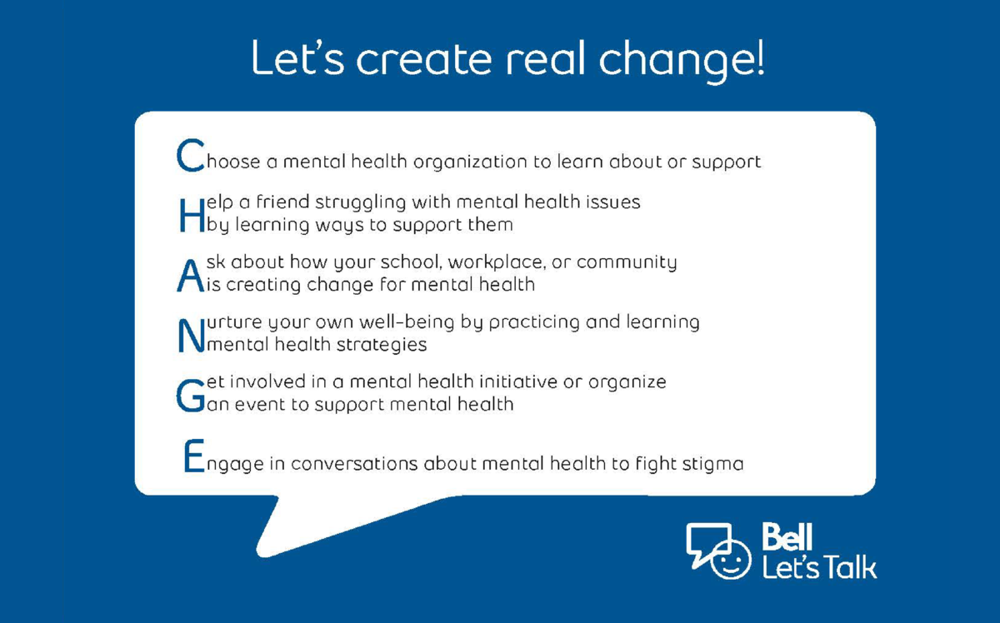 Let's create real change!
Choose a mental health organization to learn about or support
Help a friend struggling with mental health issues
by learning ways to support them
Ask about how your school, workplace, or community
is creating change for mental health
Nurture your own well-being by practicing and learning
mental health strategies
Get involved in a mental health initiative or organize
an event to support mental health
Engage in conversations about mental health to fight stigma
Bell
Let's Talk